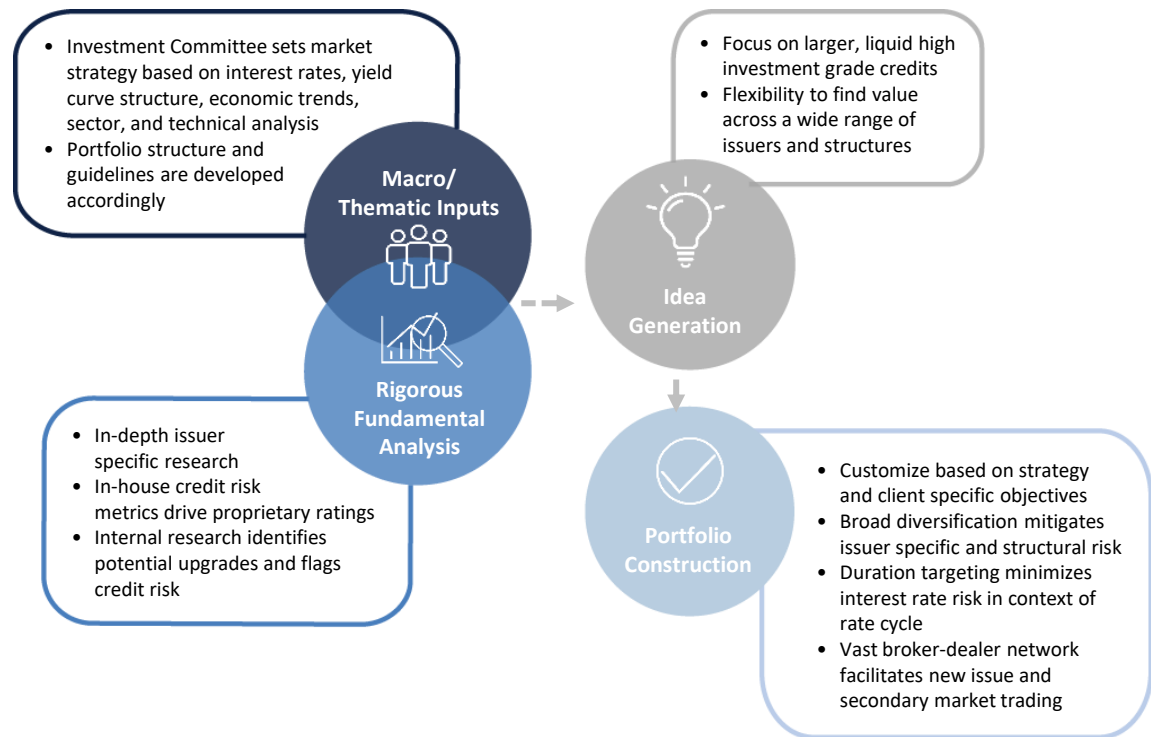 • Investment Committee sets market
strategy based on interest rates, yield
curve structure, economic trends,
sector, and technical analysis
• Portfolio structure and
guidelines are developed
accordingly
Macro/
Thematic Inputs
• Focus on larger, liquid high
investment grade credits
• Flexibility to find value
across a wide range of
issuers and structures
Idea
Generation
Rigorous
Fundamental
Analysis
• In-depth issuer
specific research
• In-house credit risk
metrics drive proprietary ratings
• Internal research identifies
potential upgrades and flags
credit risk
Portfolio
Construction
• Customize based on strategy
and client specific objectives
• Broad diversification mitigates
issuer specific and structural risk
• Duration targeting minimizes
interest rate risk in context of
rate cycle
• Vast broker-dealer network
facilitates new issue and
secondary market trading